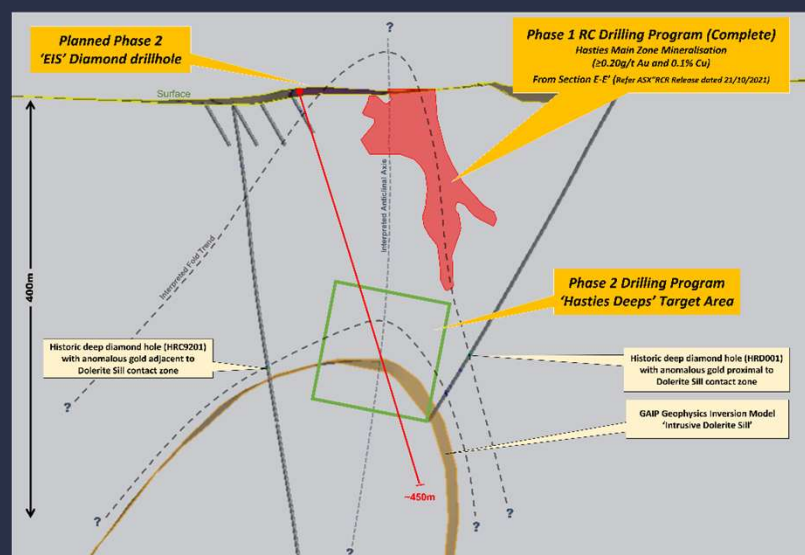 Planned Phase 2
'EIS' Diamond drillhole
Phase 1 RC Drilling Program (Complete)
Hasties Main Zone Mineralisation
(≥0.20g/t Au and 0.1% Cu)
From Section E-E' (Refer ASX"RCR Release dated 21/10/2021)
Surface
?
400m
Interpreted Fold Trend
Interpreted Anticlinal Axis
Phase 2 Drilling Program
'Hasties Deeps' Target Area
Historic deep diamond hole (HRC9201)
with anomalous gold adjacent to
Dolerite Sill contact zone
Historic deep diamond hole (HRD001)
with anomalous gold proximal to
Dolerite Sill contact zone
?
GAIP Geophysics Inversion Model
'Intrusive Dolerite Sill'
~450m
?
?
?
?